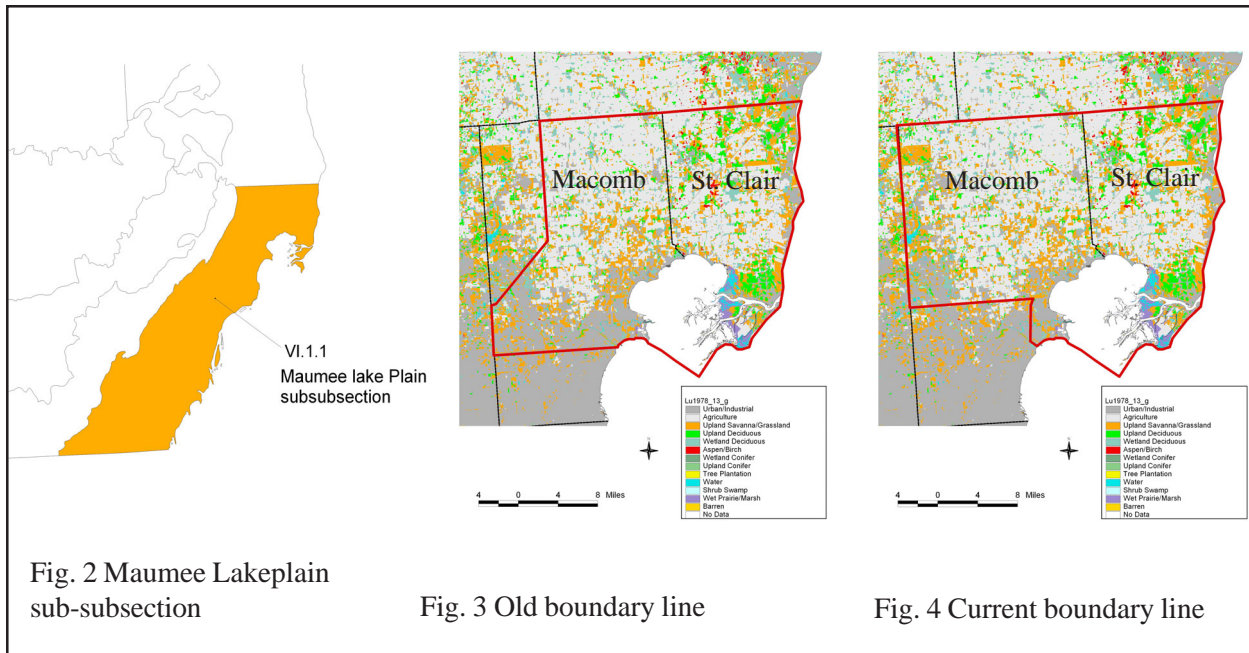 VI.1.1
Maumee lake Plain
subsubsection
Fig. 2 Maumee Lakeplain
sub-subsection
Macomb
St. Clair
Lu1978_13_g
Urban/Industrial
Agriculture
Upland Savanna/Grassland
Upland Deciduous
Wetland Deciduous
Aspen/Birch
Wetland Conifer
Upland Conifer
Tree Plantation
Water
Shrub Swamp
Wet Prairie/Marsh
Barren
No Data
4 0 4 8 Miles
Fig. 3 Old boundary line
Macomb
St. Clair
Lu1978_13_g
Urban/Industrial
Agriculture
Upland Savanna/Grassland
Upland Deciduous
Wetland Deciduous
Aspen/Birch
Wetland Conifer
Upland Conifer
Tree Plantation
Water
Shrub Swamp
Wet Prairie/Marsh
Barren
No Data
4 0 4 8 Miles
Fig. 4 Current boundary line